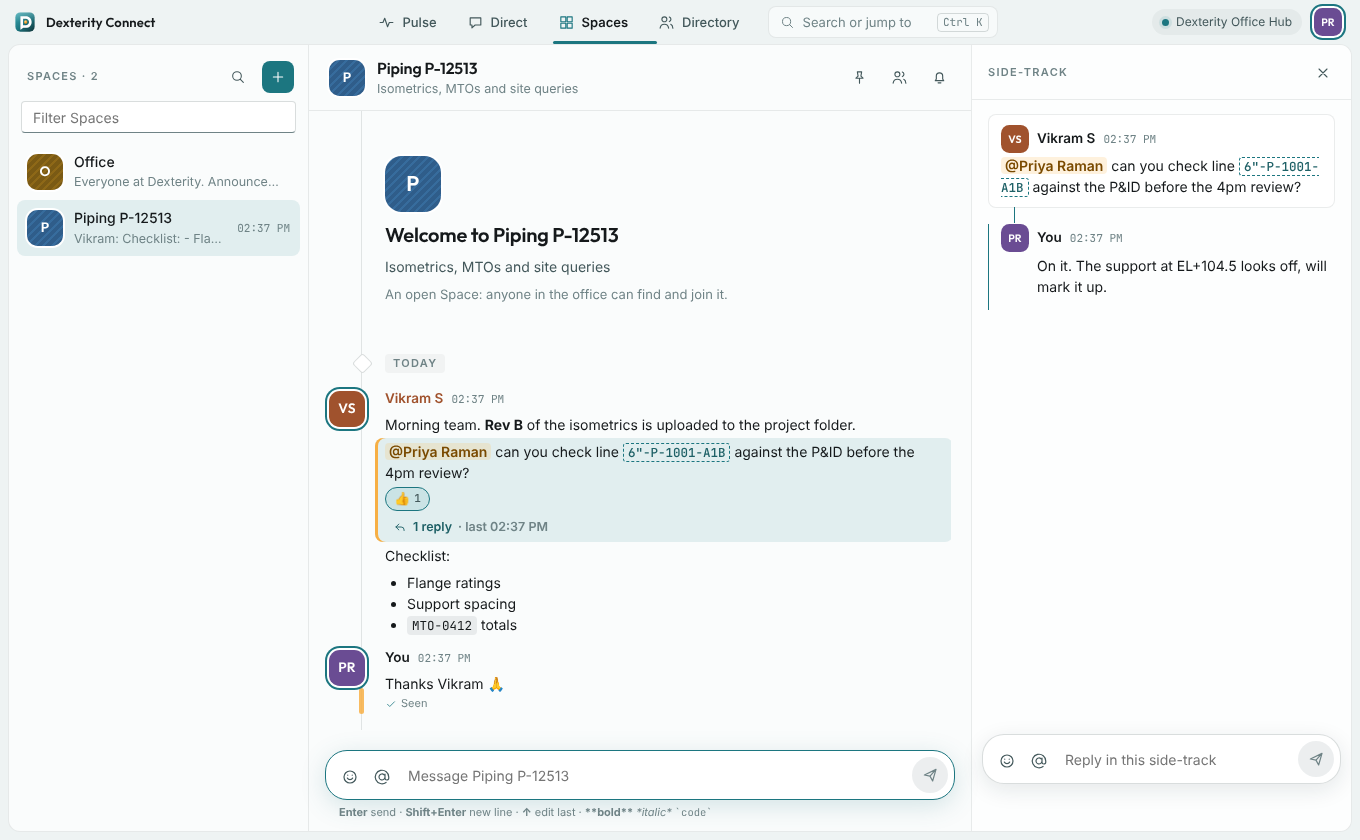 Dexterity Connect
Pulse
Direct
Spaces
Directory
Search or jump to
Ctrl K
Dexterity Office Hub
PR
SPACES · 2
Filter Spaces
O
Office
Everyone at Dexterity. Announce...
P
Piping P-12513
02:37 PM
Vikram: Checklist: - Fla...
P
Piping P-12513
Isometrics, MTOs and site queries
P
Welcome to Piping P-12513
Isometrics, MTOs and site queries
An open Space: anyone in the office can find and join it.
TODAY
VS
Vikram S 02:37 PM
Morning team. Rev B of the isometrics is uploaded to the project folder.
@Priya Raman can you check line 6"-P-1001-A1B against the P&ID before the
4pm review?
👍 1
1 reply · last 02:37 PM
Checklist:
• Flange ratings
• Support spacing
• MTO-0412 totals
PR
You 02:37 PM
Thanks Vikram 🙏
Seen
Message Piping P-12513
Enter send · Shift+Enter new line · ↑ edit last · **bold** *italic* `code`
SIDE-TRACK
VS
Vikram S 02:37 PM
@Priya Raman can you check line 6"-P-1001-
A1B against the P&ID before the 4pm review?
PR
You 02:37 PM
On it. The support at EL+104.5 looks off, will
mark it up.
Reply in this side-track